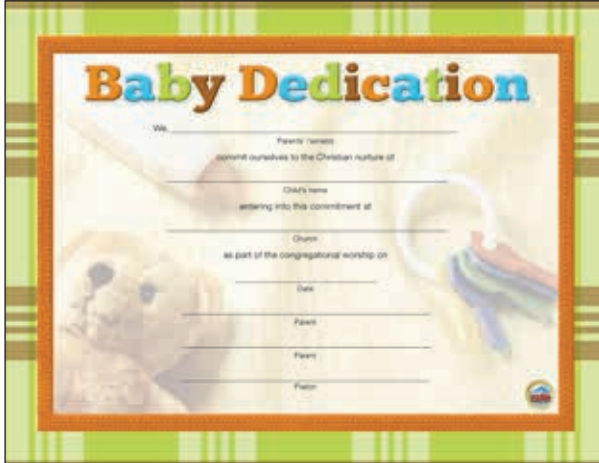 Baby Dedication
We,
Parents' name(s)
commit ourselves to the Christian nurture of
Child's name
entering into this commitment at
Church
as part of the congregational worship on
Date
Parent
Parent
Pastor